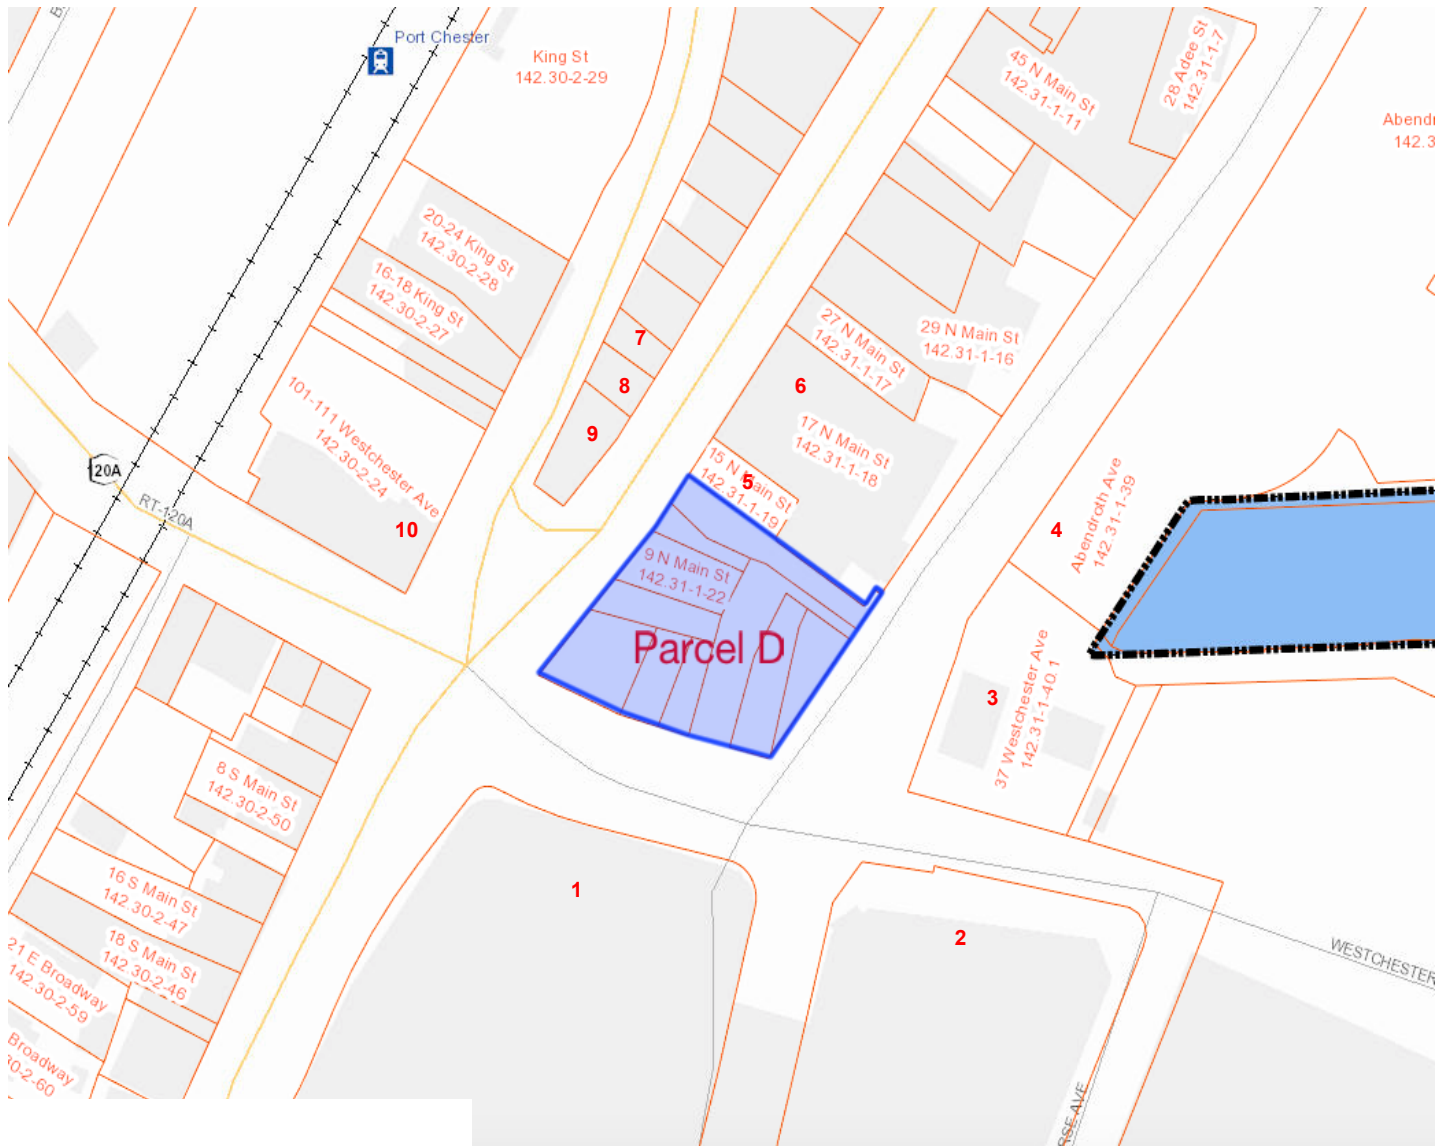 Port Chester
King St
142.30-2-29
45 N Main St
142.31-1-11
28 Adee St
142.31-1-7
Abendr
142.3
20-24 King St
142.30-2-28
16-18 King St
142.30-2-27
101-111 Westchester Ave
142.30-2-24
10
120A
RT-120A
7
8
9
6
27 N Main St
142.31-1-17
29 N Main St
142.31-1-16
17 N Main St
142.31-1-18
15 N Main St
142.31-1-19
5
9 N Main St
142.31-1-22
Parcel D
4
Abendroth Ave
142.31-1-39
3
37 Westchester Ave
142.31-1-40.1
8 S Main St
142.30-2-50
16 S Main St
142.30-2-47
18 S Main St
142.30-2-46
21 E Broadway
142.30-2-59
Broadway
30-2-60
1
2
WESTCHESTER
RSE AVE